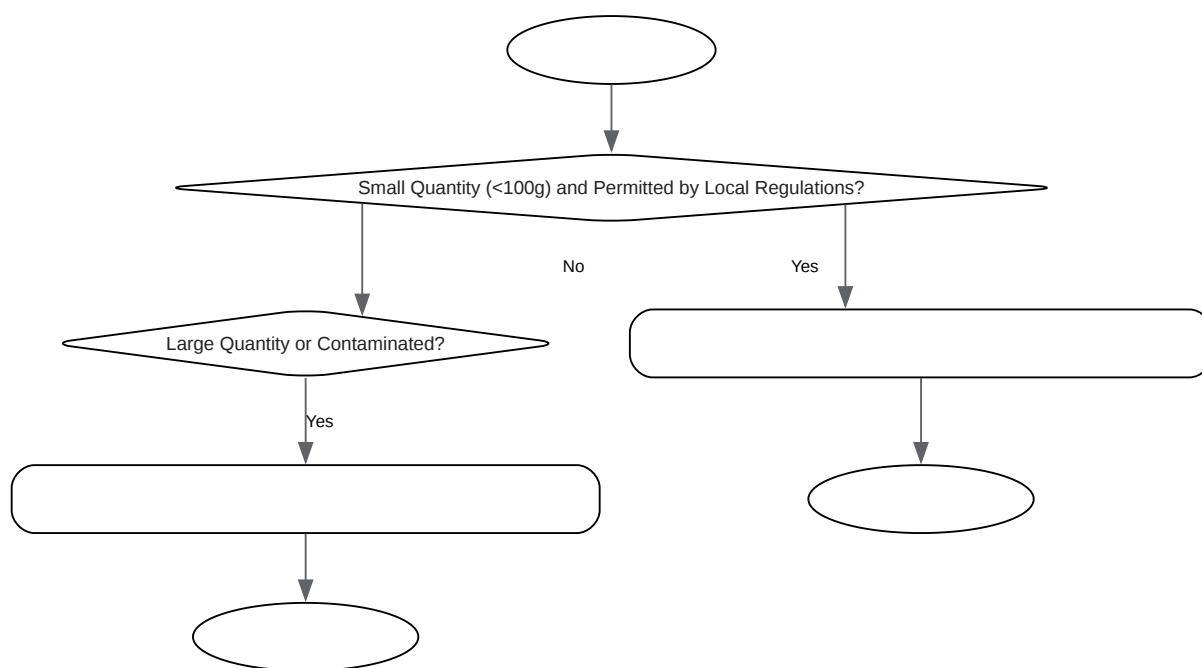 Small Quantity (<100g) and Permitted by Local Regulations?
No
Yes
Large Quantity or Contaminated?
Yes